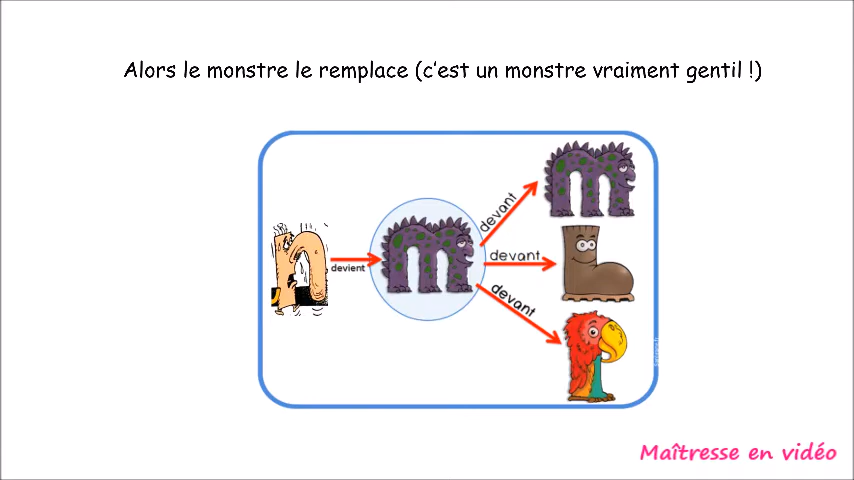 Alors le monstre le remplace (c'est un monstre vraiment gentil !)
devant
devient
devant
devant
Maîtresse en vidéo